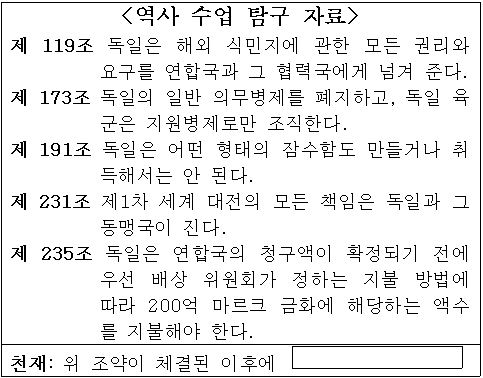 <역사 수업 탐구 자료>
제 119조 독일은 해외 식민지에 관한 모든 권리와
요구를 연합국과 그 협력국에게 넘겨 준다.
제 173조 독일의 일반 의무병제를 폐지하고, 독일 육
군은 지원병제로만 조직한다.
제 191조 독일은 어떤 형태의 잠수함도 만들거나 취
득해서는 안 된다.
제 231조 제1차 세계 대전의 모든 책임은 독일과 그
동맹국이 진다.
제 235조 독일은 연합국의 청구액이 확정되기 전에
우선 배상 위원회가 정하는 지불 방법에
따라 200억 마르크 금화에 해당하는 액수
를 지불해야 한다.
천재: 위 조약이 체결된 이후에